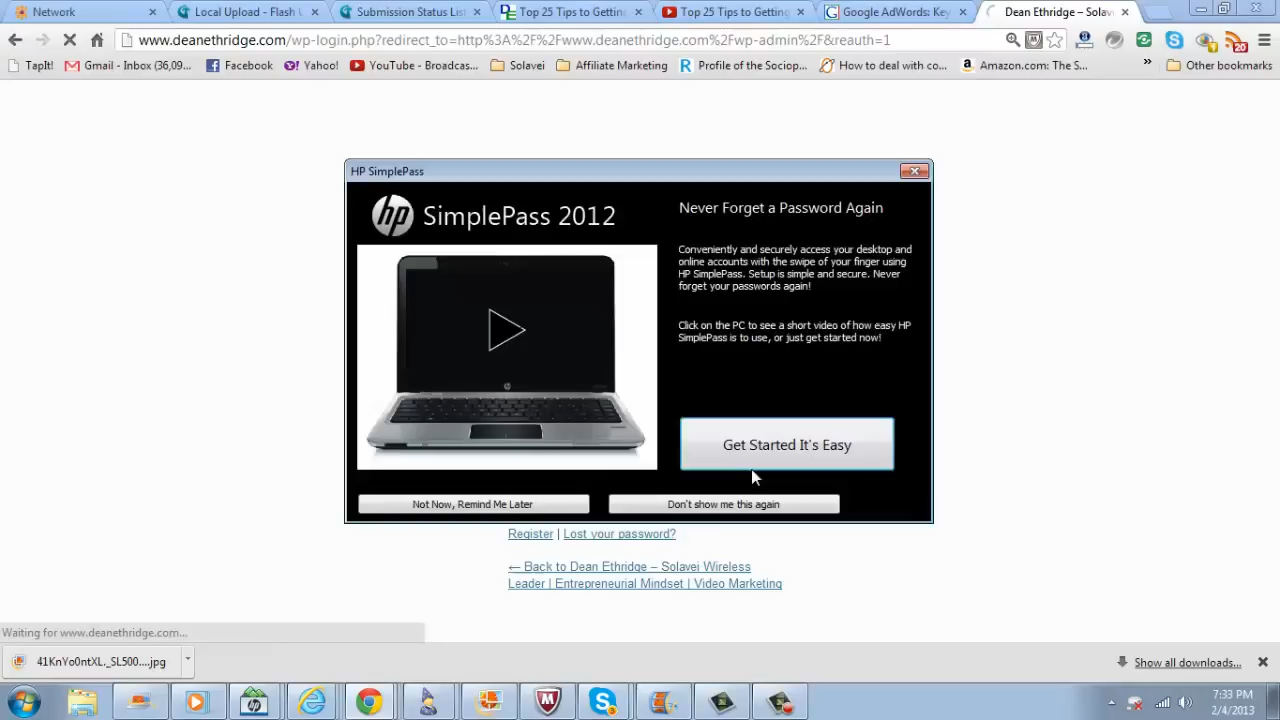 Network
Local Upload - Flash U
Submission Status List
Top 25 Tips to Getting
Top 25 Tips to Getting
Google AdWords: Key
Dean Ethridge – Solavei
www.deanethridge.com/wp-login.php?redirect_to=http%3A%2F%2Fwww.deanethridge.com%2Fwp-admin%2F&reauth=1
20
TapIt!
Gmail - Inbox (36,09...
Facebook
Yahoo!
YouTube - Broadcas...
Solavei
Affiliate Marketing
Profile of the Sociop...
How to deal with co...
Amazon.com: The S...
»
Other bookmarks
HP SimplePass
hp
SimplePass 2012
Never Forget a Password Again
Conveniently and securely access your desktop and
online accounts with the swipe of your finger using
HP SimplePass. Setup is simple and secure. Never
forget your passwords again!
Click on the PC to see a short video of how easy HP
SimplePass is to use, or just get started now!
Get Started It's Easy
Not Now, Remind Me Later
Don't show me this again
Register | Lost your password?
← Back to Dean Ethridge – Solavei Wireless
Leader | Entrepreneurial Mindset | Video Marketing
Waiting for www.deanethridge.com...
41KnYo0ntXL._SL500....jpg
Show all downloads...
7:33 PM
2/4/2013